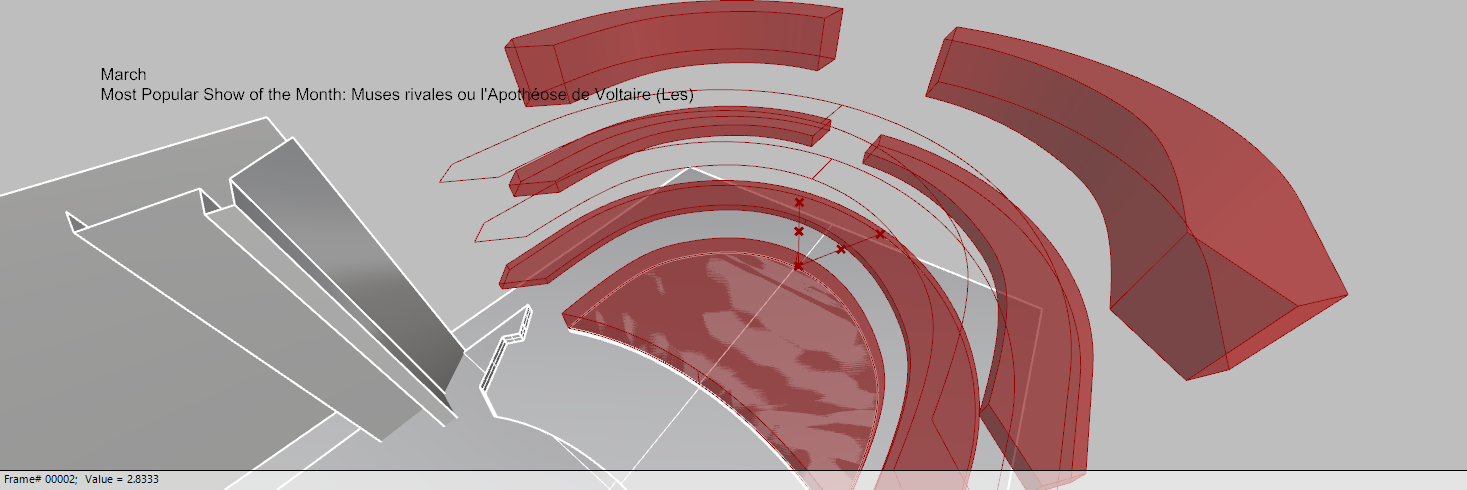 March
Most Popular Show of the Month: Muses rivales ou l'Apothéose de Voltaire (Les)
Frame# 00002;  Value = 2.8333